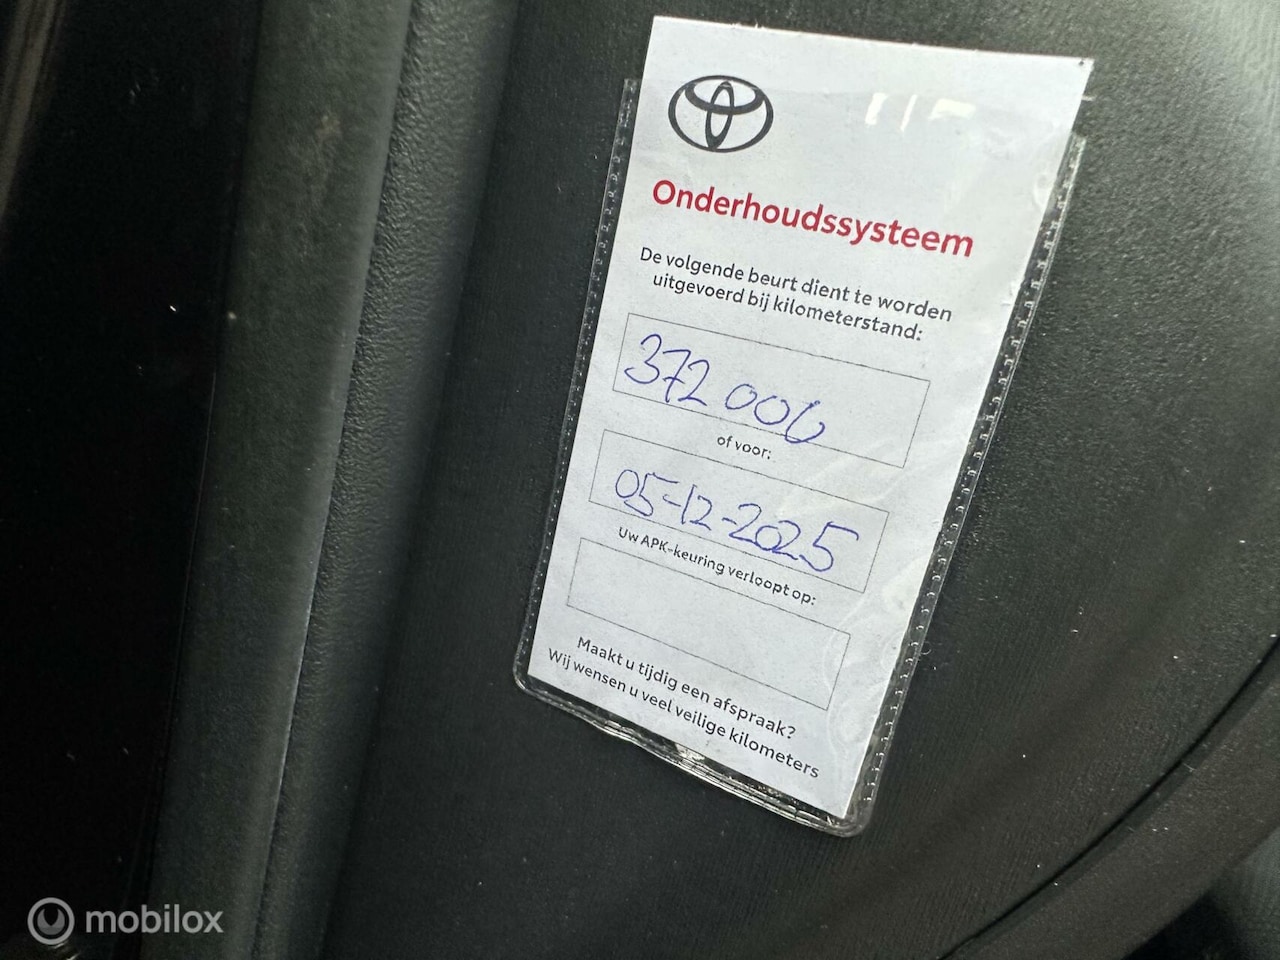 Onderhoudssysteem
De volgende beurt dient te worden
uitgevoerd bij kilometerstand:
372 000
of voor:
05-12-2025
Uw APK-keuring verloopt op:
Maakt u tijdig een afspraak?
Wij wensen u veel veilige kilometers
mobilox